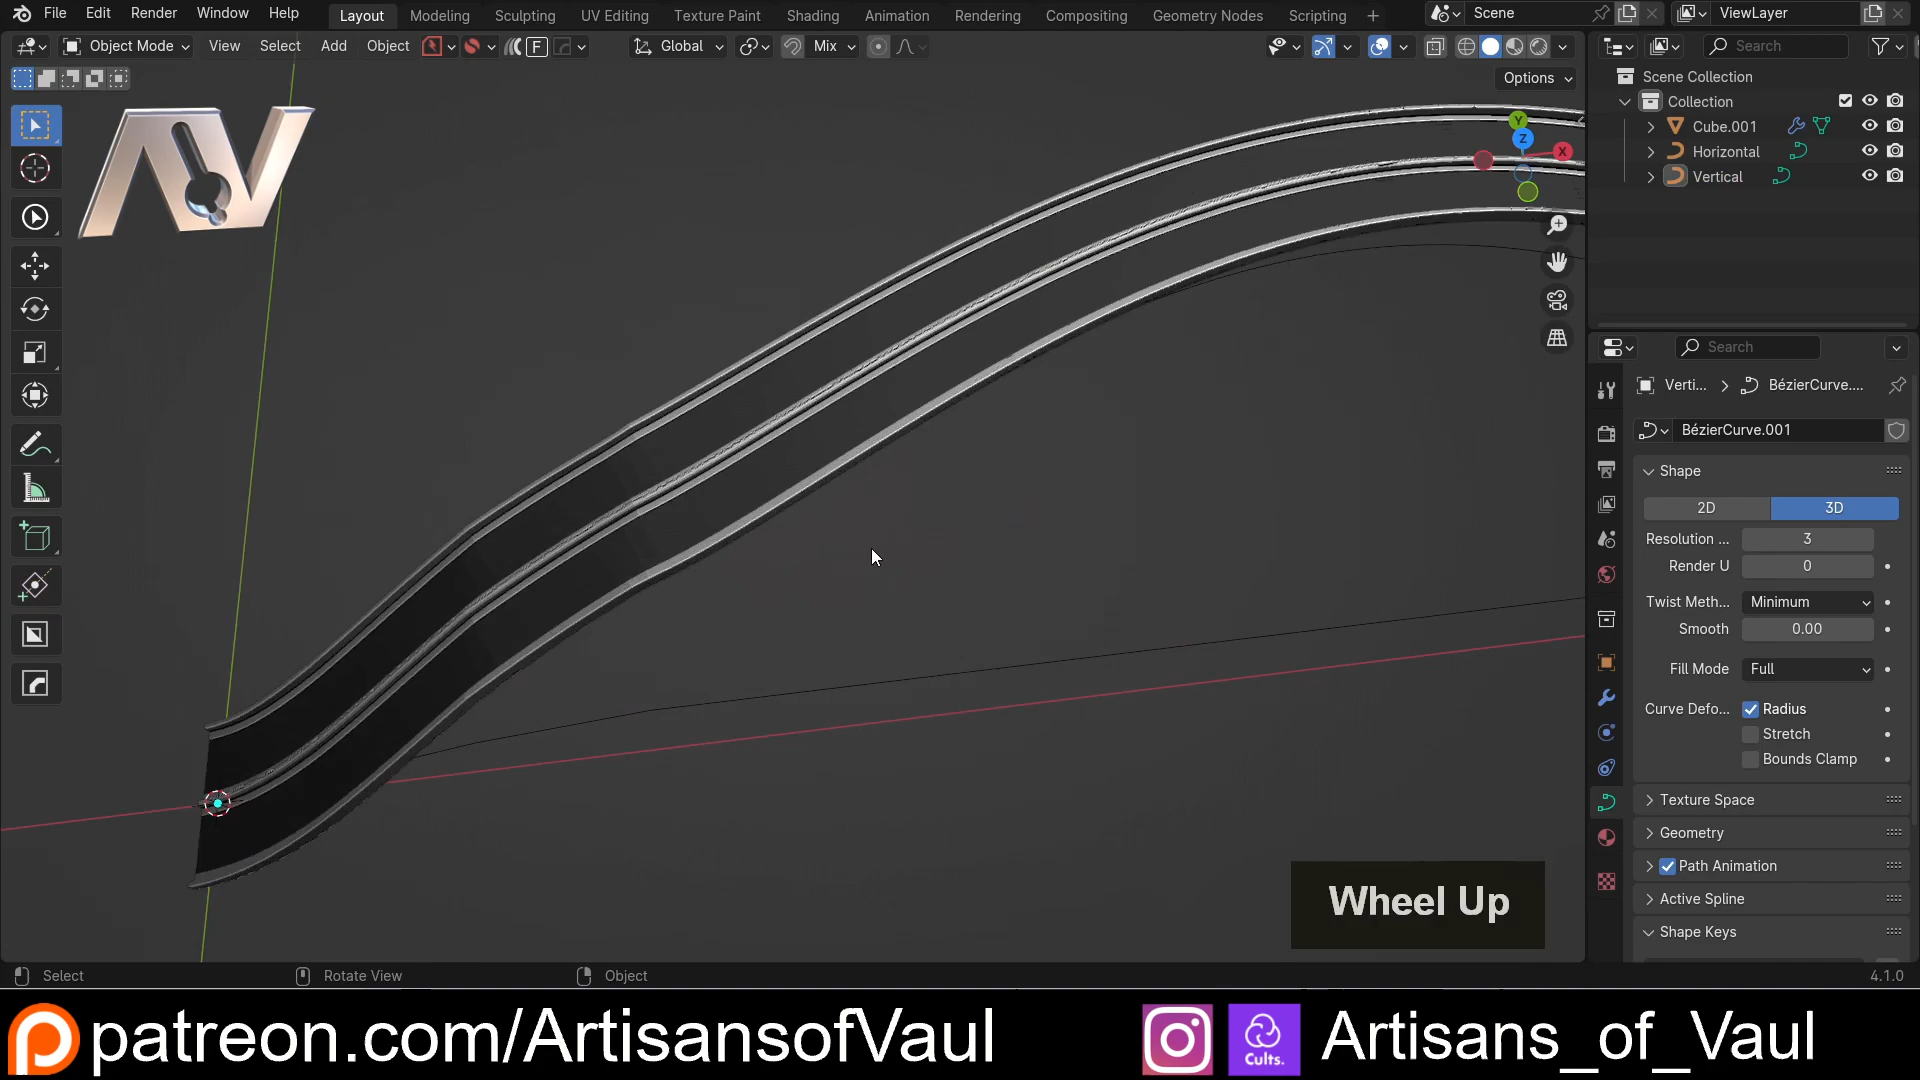 File Edit Render Window Help Layout Modeling Sculpting UV Editing Texture Paint Shading Animation Rendering Compositing Geometry Nodes Scripting + Scene ViewLayer
Object Mode View Select Add Object F Global Mix Search
Options
Scene Collection
Collection
Cube.001
Horizontal
Vertical
Y
Z
X
AV
Search
Verti... BézierCurve....
BézierCurve.001
Shape
2D 3D
Resolution ... 3
Render U 0
Twist Meth... Minimum
Smooth 0.00
Fill Mode Full
Curve Defo... Radius
Stretch
Bounds Clamp
Texture Space
Geometry
Path Animation
Active Spline
Shape Keys
Wheel Up
Select Rotate View Object 4.1.0
patreon.com/ArtisansofVaul Cults. Artisans_of_Vaul